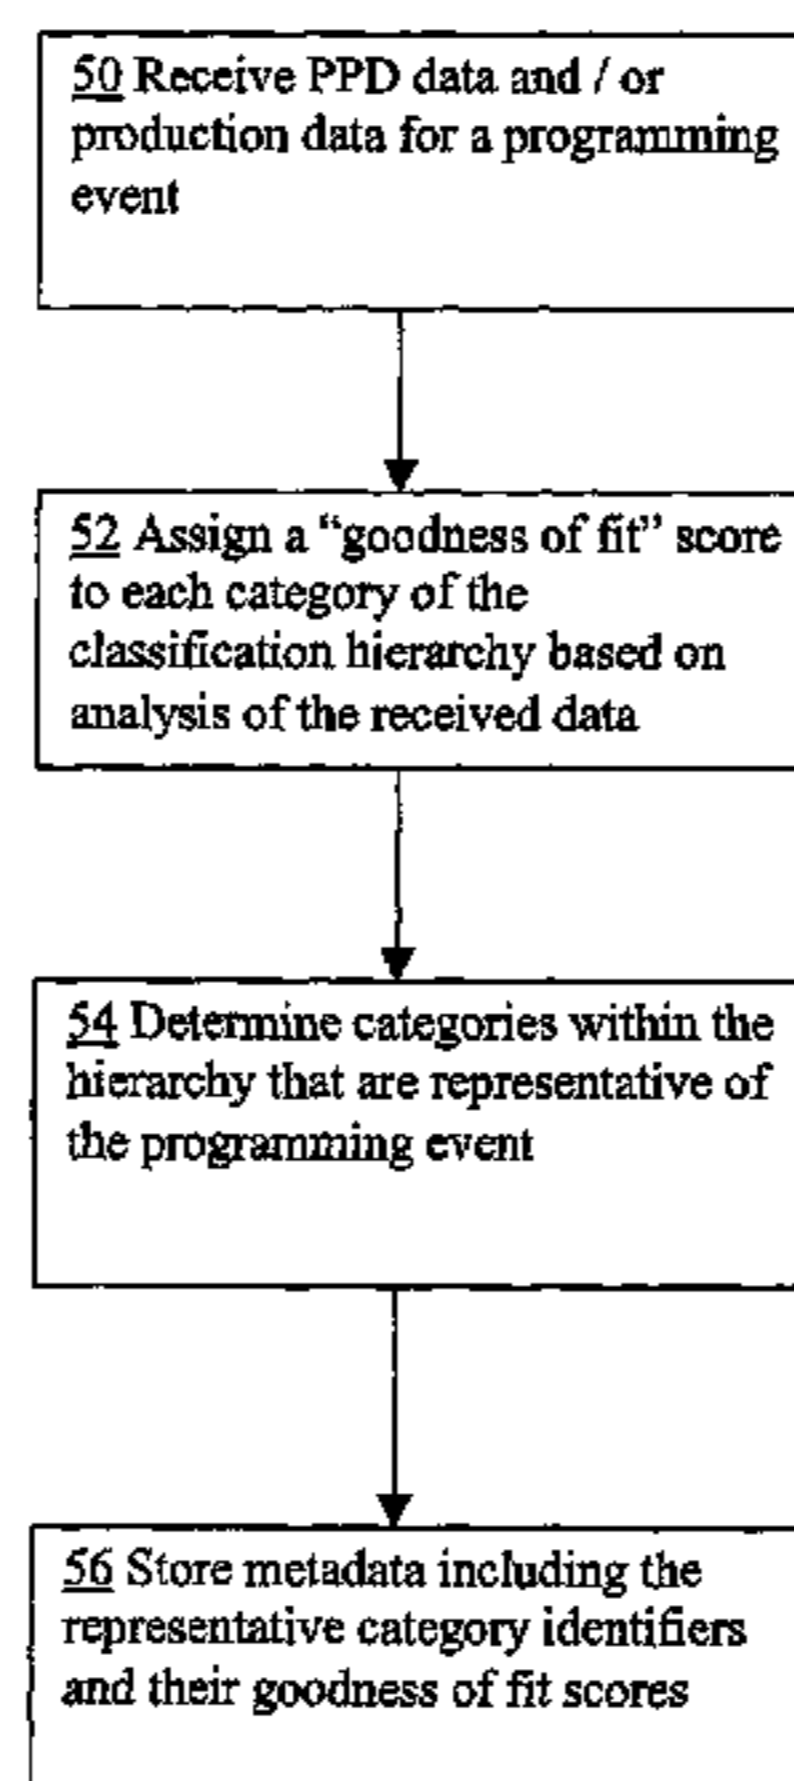 50 Receive PPD data and / or
production data for a programming
event
52 Assign a “goodness of fit” score
to each category of the
classification hierarchy based on
analysis of the received data
54 Determine categories within the
hierarchy that are representative of
the programming event
56 Store metadata including the
representative category identifiers
and their goodness of fit scores